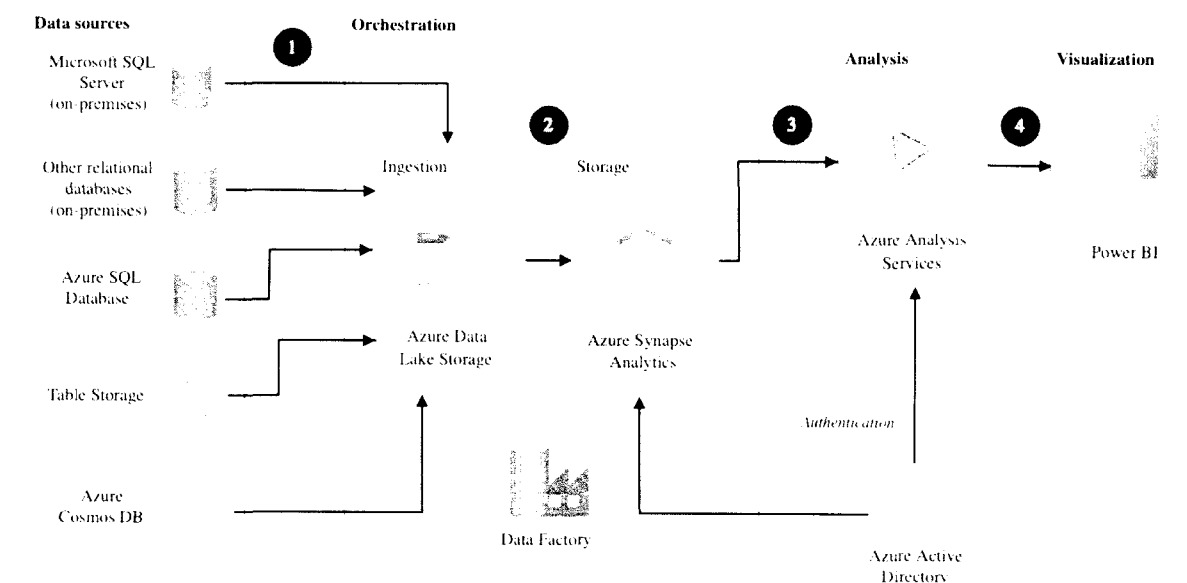 Data sources
Orchestration
1
Microsoft SQL
Server
(on-premises)
Analysis
Visualization
2
3
4
Other relational
databases
(on-premises)
Ingestion
Storage
Azure SQL
Database
Azure Analysis
Services
Power BI
Azure Data
Lake Storage
Azure Synapse
Analytics
Table Storage
Authentication
Azure
Cosmos DB
Data Factory
Azure Active
Directory